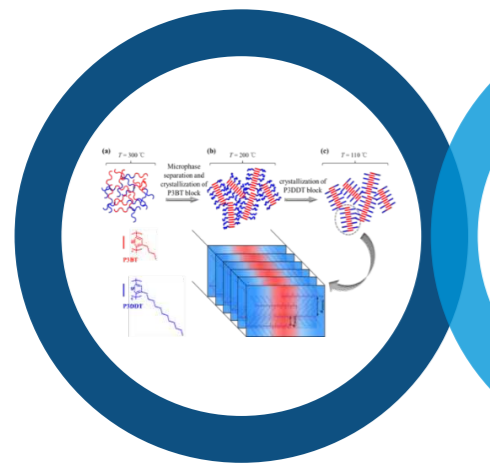 (a)
T = 300 ℃
Microphase
separation and
crystallization of
P3BT block
(b)
T = 200 ℃
crystallization of
P3DDT block
(c)
T = 110 ℃
P3BT
P3DDT